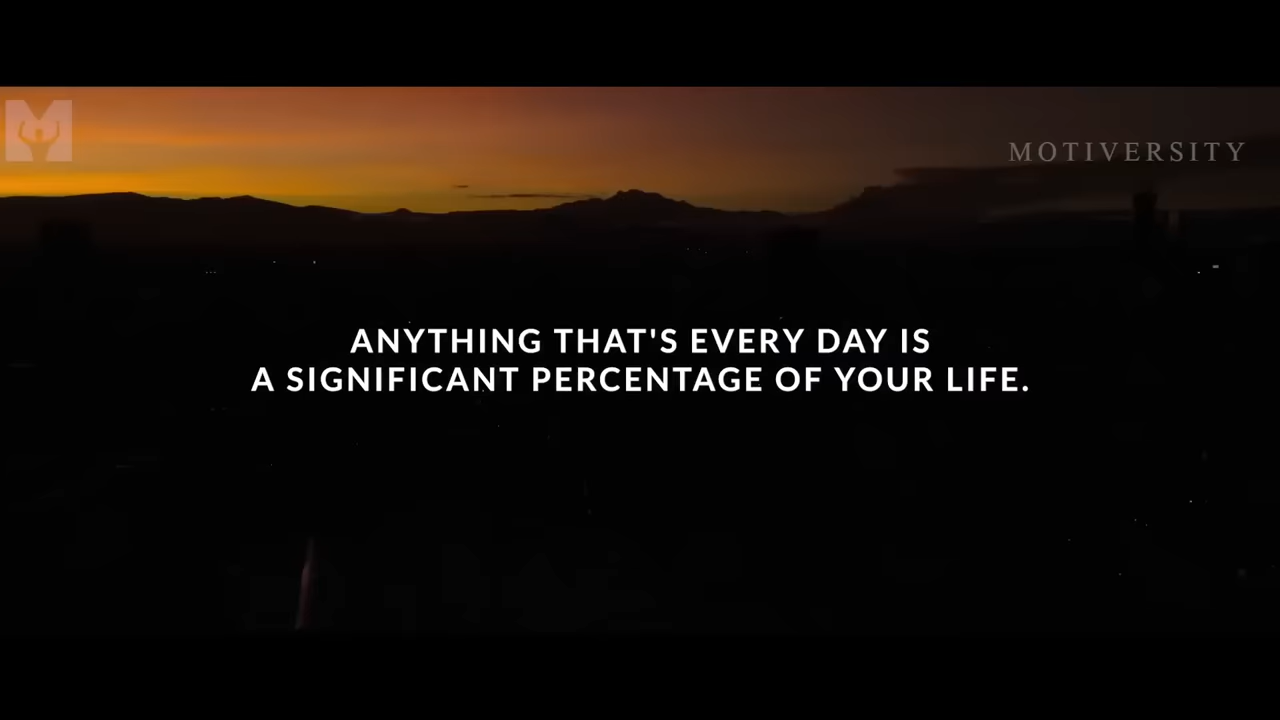 M
MOTIVERSITY
ANYTHING THAT'S EVERY DAY IS
A SIGNIFICANT PERCENTAGE OF YOUR LIFE.